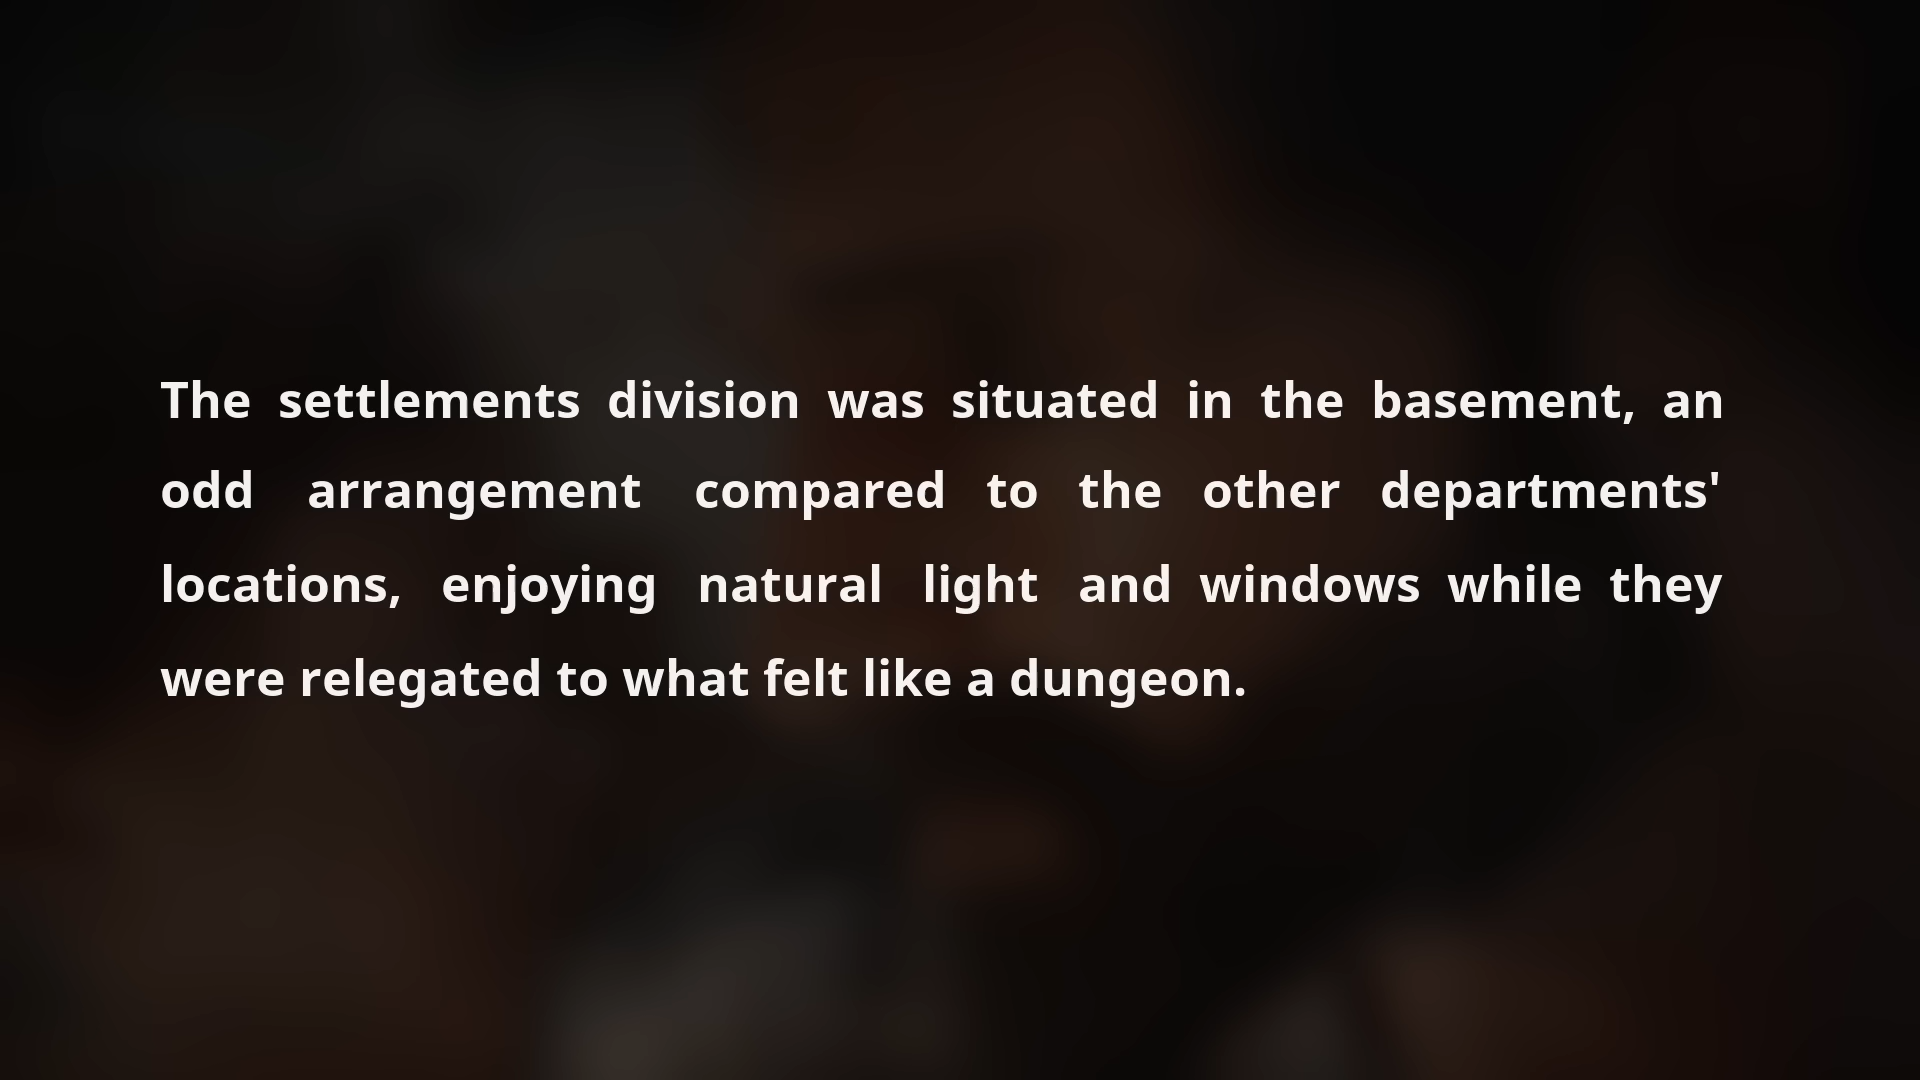 The settlements division was situated in the basement, an
odd arrangement compared to the other departments'
locations, enjoying natural light and windows while they
were relegated to what felt like a dungeon.